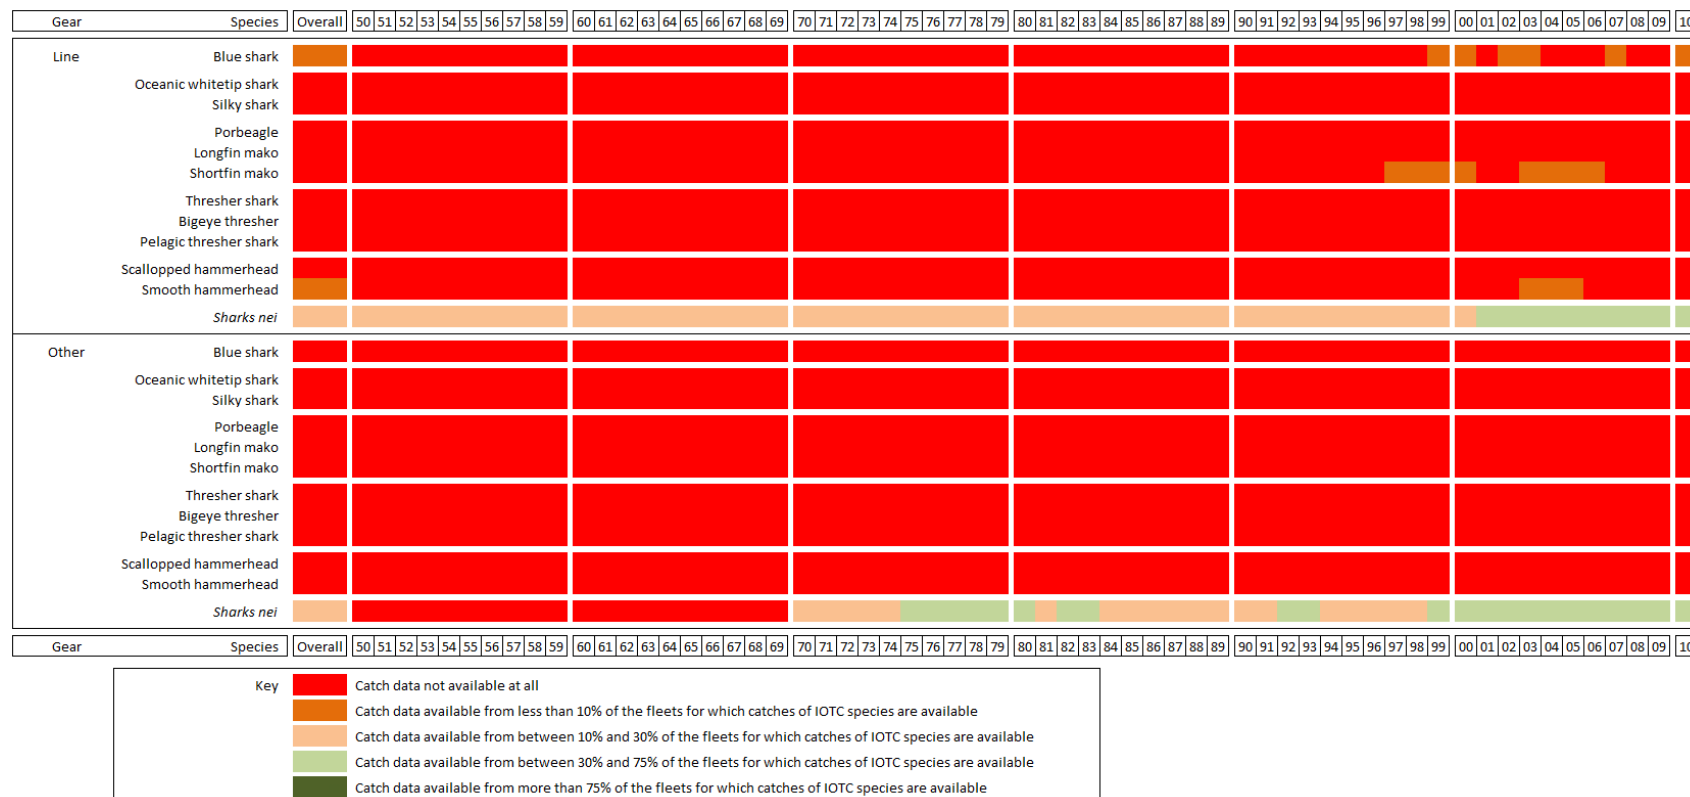 Gear Species Overall 50 51 52 53 54 55 56 57 58 59 60 61 62 63 64 65 66 67 68 69 70 71 72 73 74 75 76 77 78 79 80 81 82 83 84 85 86 87 88 89 90 91 92 93 94 95 96 97 98 99 00 01 02 03 04 05 06 07 08 09 10
Line Blue shark
Oceanic whitetip shark
Silky shark
Porbeagle
Longfin mako
Shortfin mako
Thresher shark
Bigeye thresher
Pelagic thresher shark
Scallopped hammerhead
Smooth hammerhead
Sharks nei
Other Blue shark
Oceanic whitetip shark
Silky shark
Porbeagle
Longfin mako
Shortfin mako
Thresher shark
Bigeye thresher
Pelagic thresher shark
Scallopped hammerhead
Smooth hammerhead
Sharks nei
Gear Species Overall 50 51 52 53 54 55 56 57 58 59 60 61 62 63 64 65 66 67 68 69 70 71 72 73 74 75 76 77 78 79 80 81 82 83 84 85 86 87 88 89 90 91 92 93 94 95 96 97 98 99 00 01 02 03 04 05 06 07 08 09 10
Key Catch data not available at all
Catch data available from less than 10% of the fleets for which catches of IOTC species are available
Catch data available from between 10% and 30% of the fleets for which catches of IOTC species are available
Catch data available from between 30% and 75% of the fleets for which catches of IOTC species are available
Catch data available from more than 75% of the fleets for which catches of IOTC species are available